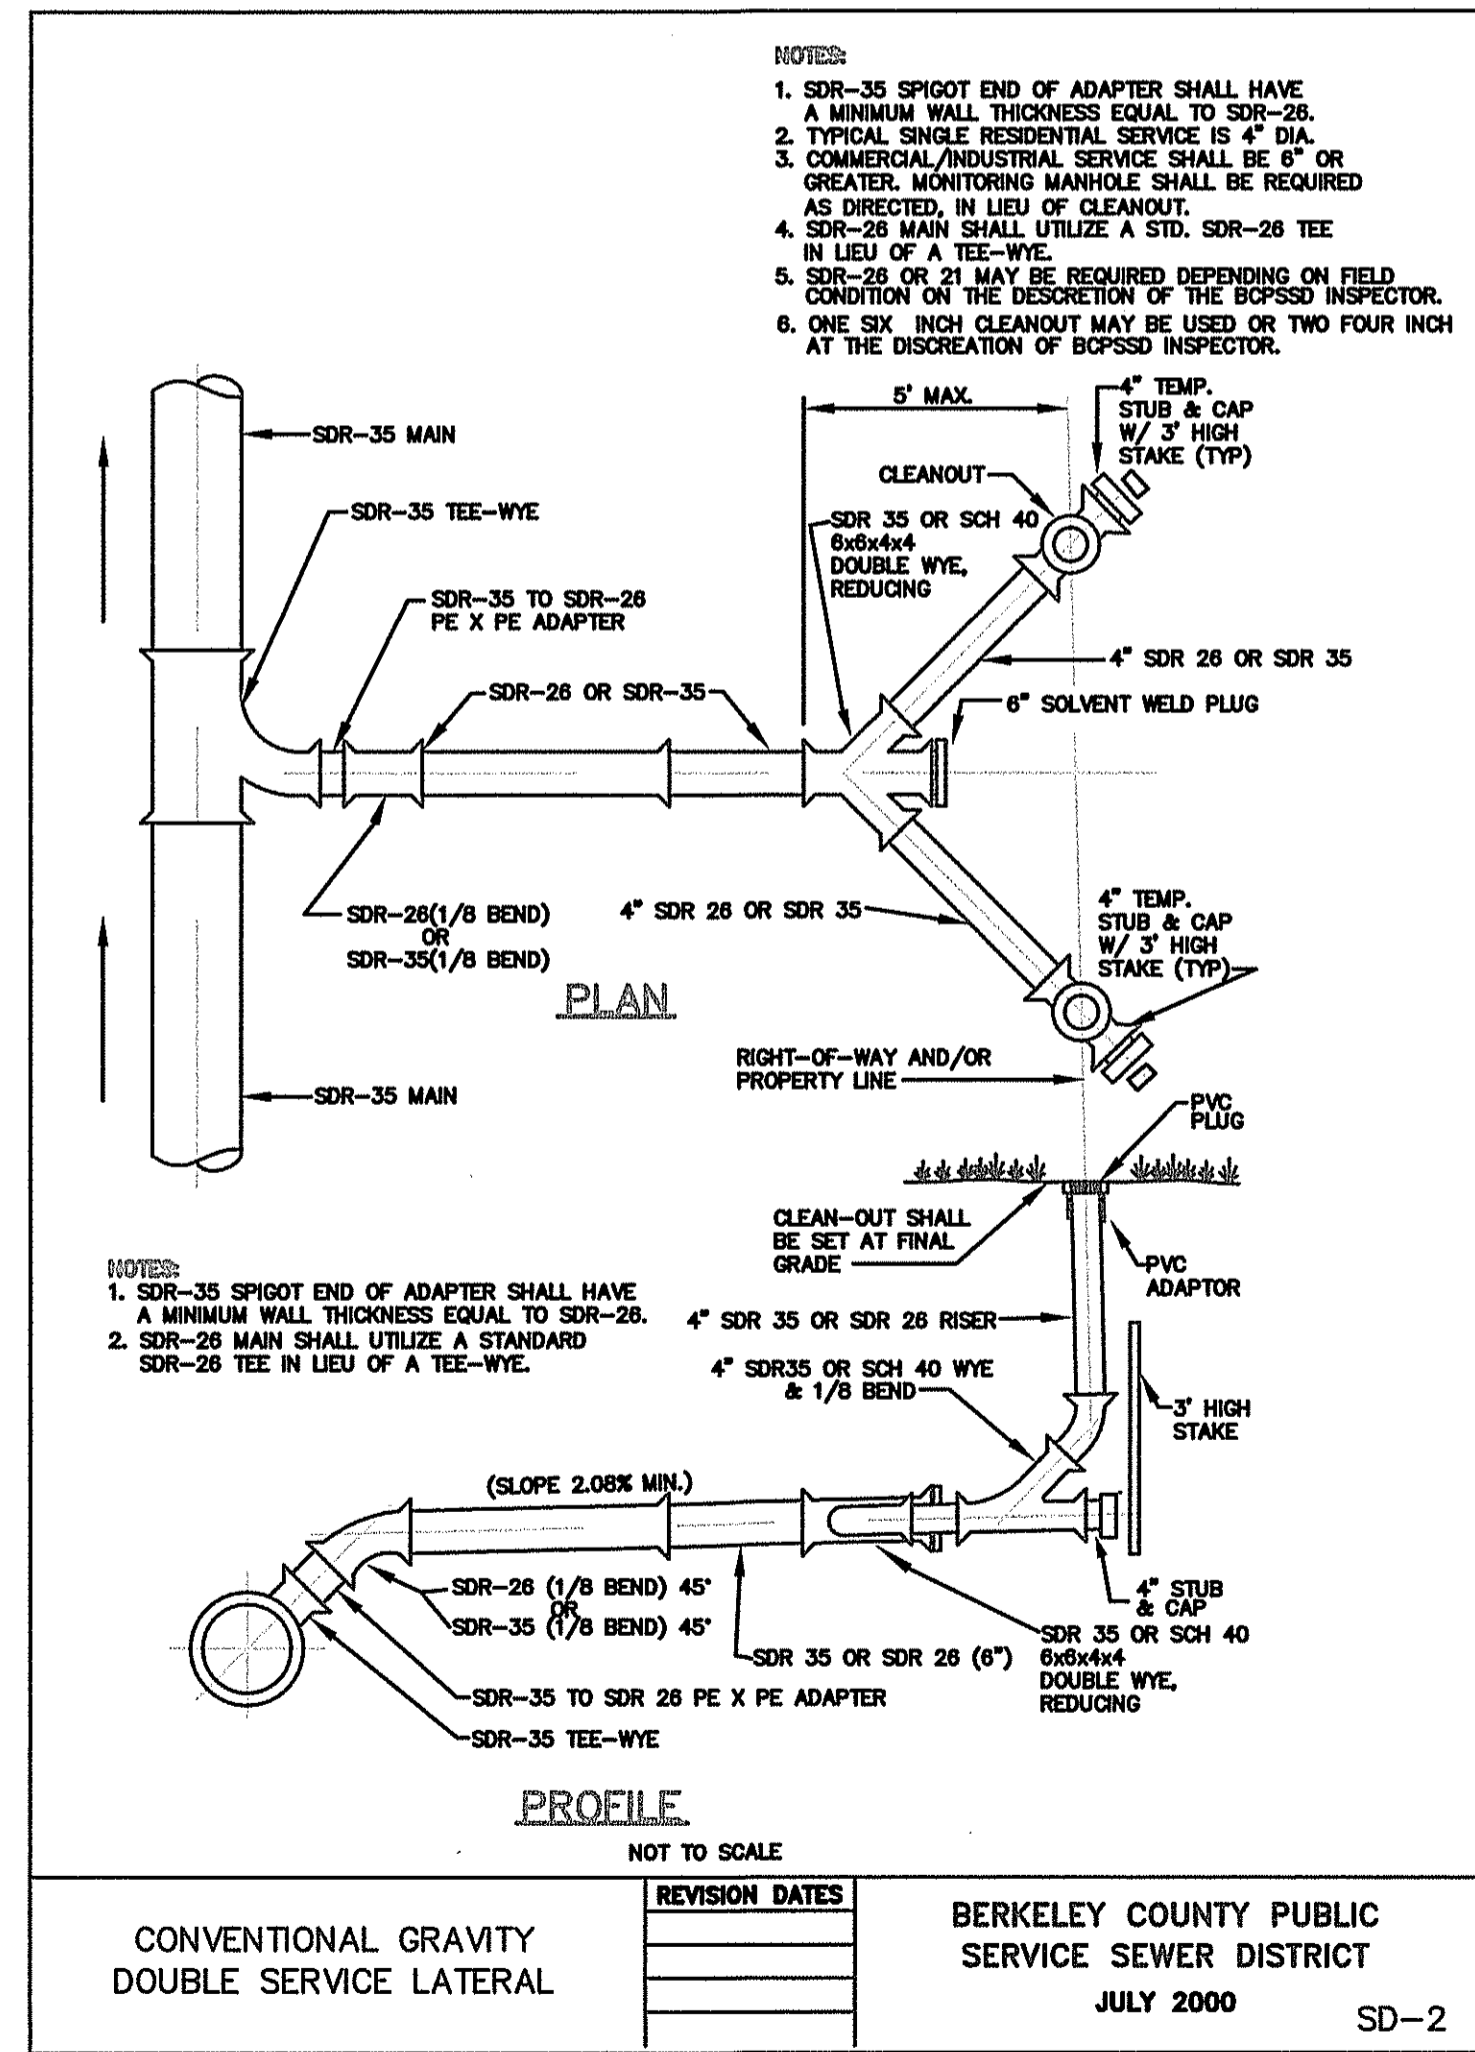 NOTES:
1. SDR-35 SPIGOT END OF ADAPTER SHALL HAVE
A MINIMUM WALL THICKNESS EQUAL TO SDR-26.
2. TYPICAL SINGLE RESIDENTIAL SERVICE IS 4" DIA.
3. COMMERCIAL/INDUSTRIAL SERVICE SHALL BE 6" OR
GREATER. MONITORING MANHOLE SHALL BE REQUIRED
AS DIRECTED, IN LIEU OF CLEANOUT.
4. SDR-26 MAIN SHALL UTILIZE A STD. SDR-26 TEE
IN LIEU OF A TEE-WYE.
5. SDR-26 OR 21 MAY BE REQUIRED DEPENDING ON FIELD
CONDITION ON THE DESCRETION OF THE BCPSSD INSPECTOR.
6. ONE SIX INCH CLEANOUT MAY BE USED OR TWO FOUR INCH
AT THE DISCREATION OF BCPSSD INSPECTOR.
5' MAX.
4" TEMP.
STUB & CAP
W/ 3' HIGH
STAKE (TYP)
SDR-35 MAIN
CLEANOUT
SDR-35 TEE-WYE
SDR 35 OR SCH 40
6x6x4x4
DOUBLE WYE,
REDUCING
SDR-35 TO SDR-26
PE X PE ADAPTER
4" SDR 26 OR SDR 35
SDR-26 OR SDR-35
6" SOLVENT WELD PLUG
SDR-26(1/8 BEND)
OR
SDR-35(1/8 BEND)
4" SDR 26 OR SDR 35
4" TEMP.
STUB & CAP
W/ 3' HIGH
STAKE (TYP)
PLAN
RIGHT-OF-WAY AND/OR
PROPERTY LINE
SDR-35 MAIN
PVC
PLUG
CLEAN-OUT SHALL
BE SET AT FINAL
GRADE
PVC
ADAPTOR
NOTES:
1. SDR-35 SPIGOT END OF ADAPTER SHALL HAVE
A MINIMUM WALL THICKNESS EQUAL TO SDR-26.
2. SDR-26 MAIN SHALL UTILIZE A STANDARD
SDR-26 TEE IN LIEU OF A TEE-WYE.
4" SDR 35 OR SDR 26 RISER
4" SDR35 OR SCH 40 WYE
& 1/8 BEND
3' HIGH
STAKE
(SLOPE 2.08% MIN.)
SDR-26 (1/8 BEND) 45°
OR
SDR-35 (1/8 BEND) 45°
4" STUB
& CAP
SDR 35 OR SDR 26 (6")
SDR 35 OR SCH 40
6x6x4x4
DOUBLE WYE,
REDUCING
SDR-35 TO SDR 26 PE X PE ADAPTER
SDR-35 TEE-WYE
PROFILE
NOT TO SCALE
CONVENTIONAL GRAVITY
DOUBLE SERVICE LATERAL
REVISION DATES
BERKELEY COUNTY PUBLIC
SERVICE SEWER DISTRICT
JULY 2000
SD-2